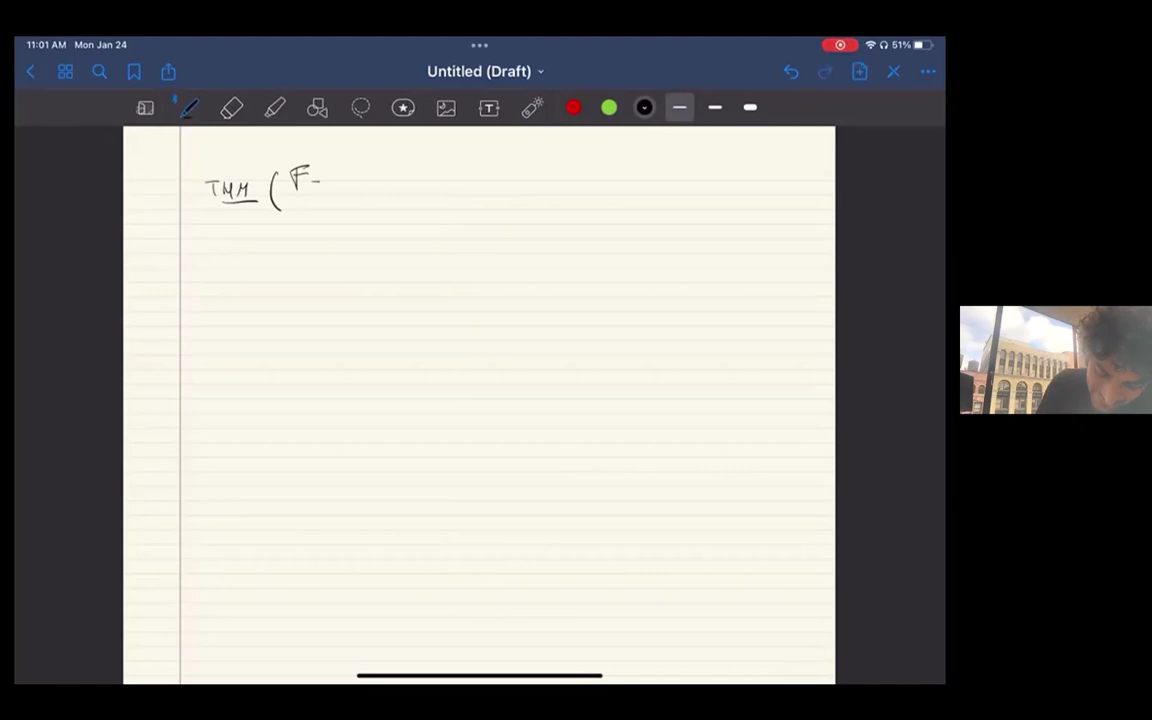 11:01 AM Mon Jan 24
51%
Untitled (Draft)
T
THM (F-